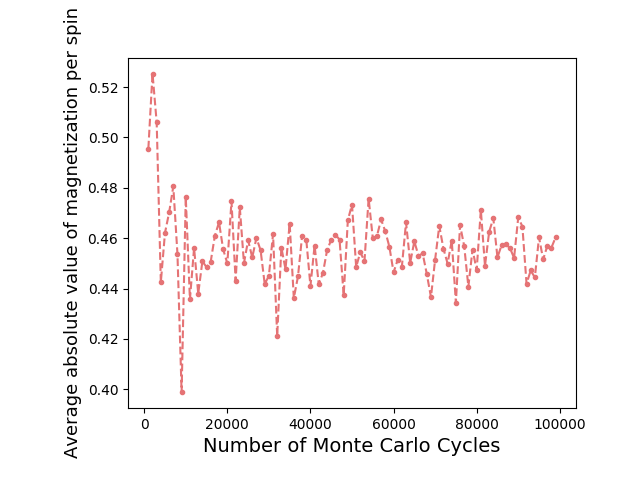 Average absolute value of magnetization per spin
0.52
0.50
0.48
0.46
0.44
0.42
0.40
0 20000 40000 60000 80000 100000
Number of Monte Carlo Cycles